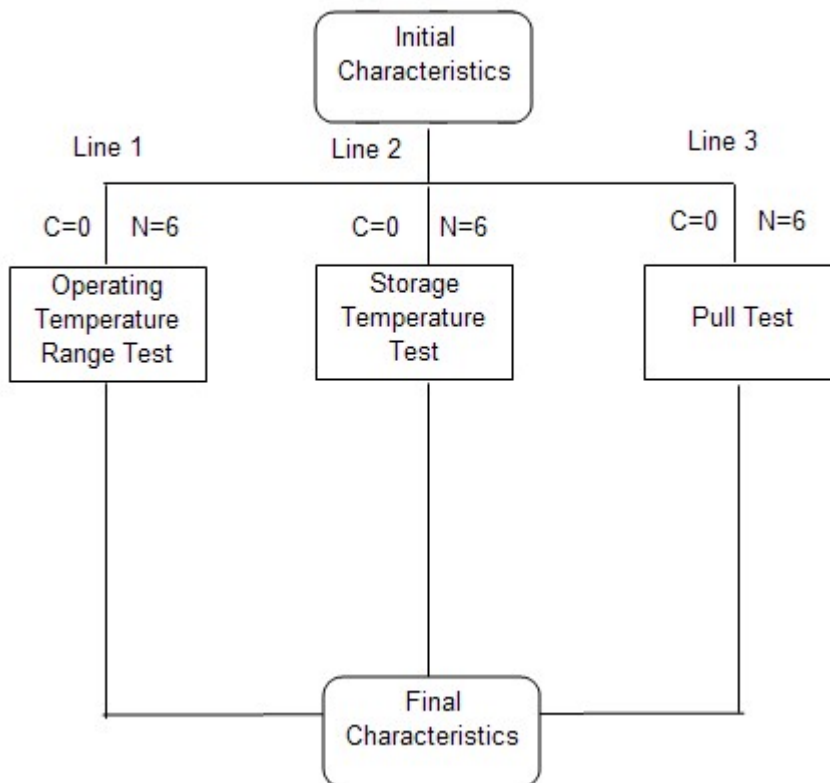 Initial
Characteristics
Line 1
Line 2
Line 3
C=0 N=6
C=0 N=6
C=0 N=6
Operating
Temperature
Range Test
Storage
Temperature
Test
Pull Test
Final
Characteristics